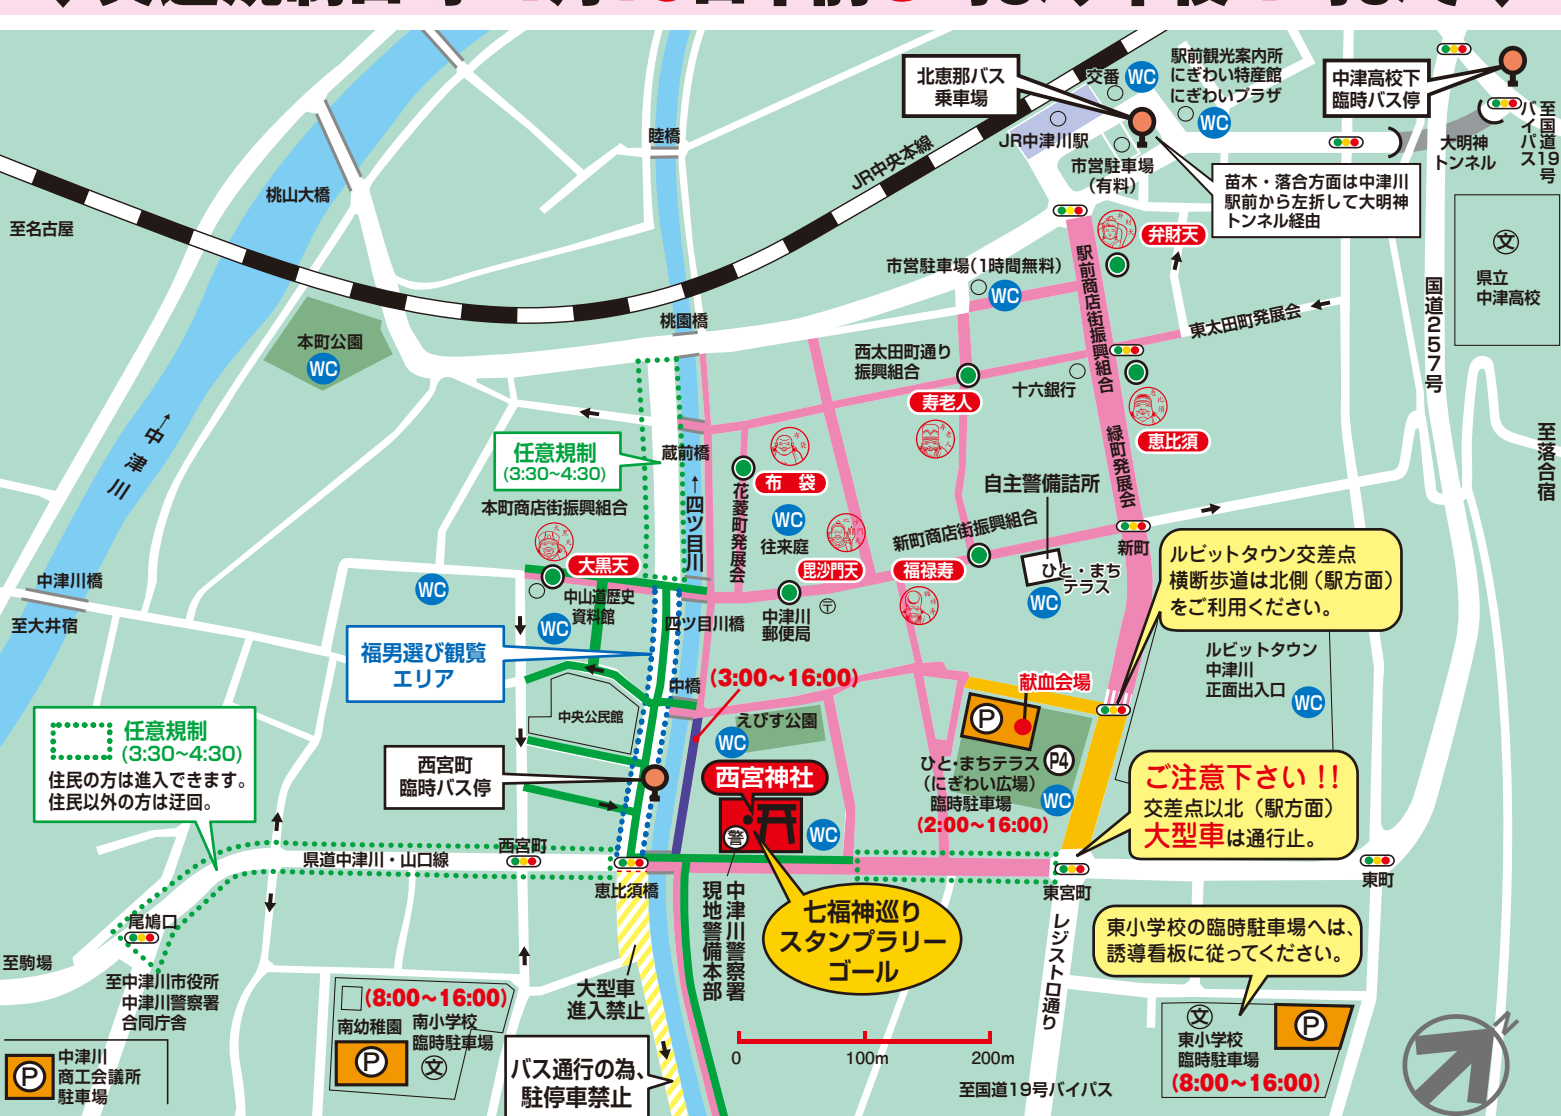 北恵那バス
乗車場
交番
WC
駅前観光案内所
にぎわい特産館
にぎわいプラザ
WC
中津高校下
臨時バス停
至国道19号
バイパス
大明神
トンネル
JR中津川駅
市営駐車場
(有料)
苗木・落合方面は中津川
駅前から左折して大明神
トンネル経由
睦橋
JR中央本線
桃山大橋
至名古屋
弁財天
県立
中津高校
文
市営駐車場(1時間無料)
WC
駅前商店街振興組合
国道257号
東太田町発展会
桃園橋
本町公園
WC
西太田町通り
振興組合
十六銀行
寿老人
恵比須
緑町発展会
至落合宿
→中津川
任意規制
(3:30~4:30)
蔵前橋
→四ツ目川
布袋
花菱町発展会
WC
往来庭
自主警備詰所
本町商店街振興組合
新町商店街振興組合
新町
大黒天
毘沙門天
福禄寿
ひと・まち
テラス
WC
ルビットタウン交差点
横断歩道は北側(駅方面)
をご利用ください。
中津川橋
WC
中山道歴史
資料館
WC
至大井宿
四ツ目川橋
中津川
郵便局
〒
福男選び観覧
エリア
ルビットタウン
中津川
正面出入口
WC
中橋
(3:00~16:00)
献血会場
P
中央公民館
えびす公園
WC
任意規制
(3:30~4:30)
住民の方は進入できます。
住民以外の方は迂回。
西宮町
臨時バス停
西宮神社
警
WC
ひと・まちテラス
(にぎわい広場)
臨時駐車場
(2:00~16:00)
P4
WC
ご注意下さい!!
交差点以北(駅方面)
大型車は通行止。
県道中津川・山口線
西宮町
恵比須橋
東宮町
東町
中津川警察署
現地警備本部
七福神巡り
スタンプラリー
ゴール
レジストロ通り
東小学校の臨時駐車場へは、
誘導看板に従ってください。
尾鳩口
至駒場
至中津川市役所
中津川警察署
合同庁舎
(8:00~16:00)
南幼稚園
南小学校
臨時駐車場
P
文
大型車
進入禁止
バス通行の為、
駐停車禁止
P
中津川
商工会議所
駐車場
0
100m
200m
至国道19号バイパス
文
東小学校
臨時駐車場
(8:00~16:00)
P
N